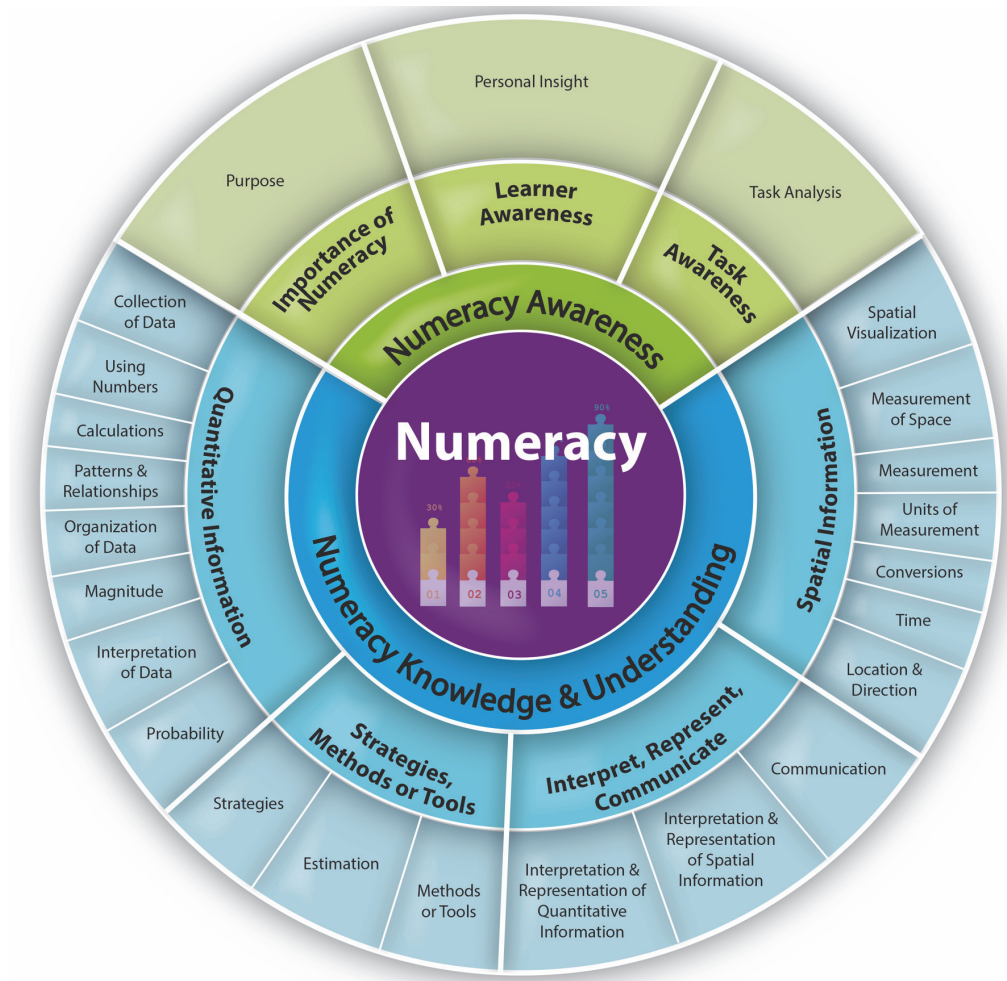 Personal Insight
Purpose
Task Analysis
Importance of
Numeracy
Learner
Awareness
Task
Awareness
Numeracy Awareness
Numeracy
30%
90%
01
02
03
04
05
Numeracy Knowledge & Understanding
Quantitative Information
Collection
of Data
Using
Numbers
Calculations
Patterns &
Relationships
Organization
of Data
Magnitude
Interpretation
of Data
Probability
Strategies,
Methods or Tools
Strategies
Estimation
Methods
or Tools
Interpret, Represent,
Communicate
Interpretation &
Representation of
Quantitative
Information
Interpretation &
Representation
of Spatial
Information
Communication
Spatial Information
Spatial
Visualization
Measurement
of Space
Measurement
Units of
Measurement
Conversions
Time
Location &
Direction